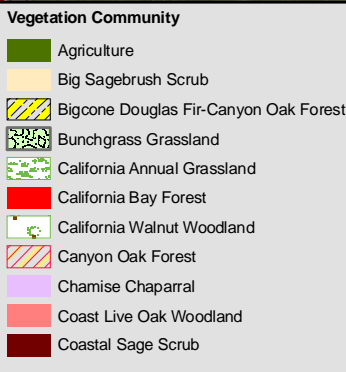 Vegetation Community
Agriculture
Big Sagebrush Scrub
Bigcone Douglas Fir-Canyon Oak Forest
Bunchgrass Grassland
California Annual Grassland
California Bay Forest
California Walnut Woodland
Canyon Oak Forest
Chamise Chaparral
Coast Live Oak Woodland
Coastal Sage Scrub